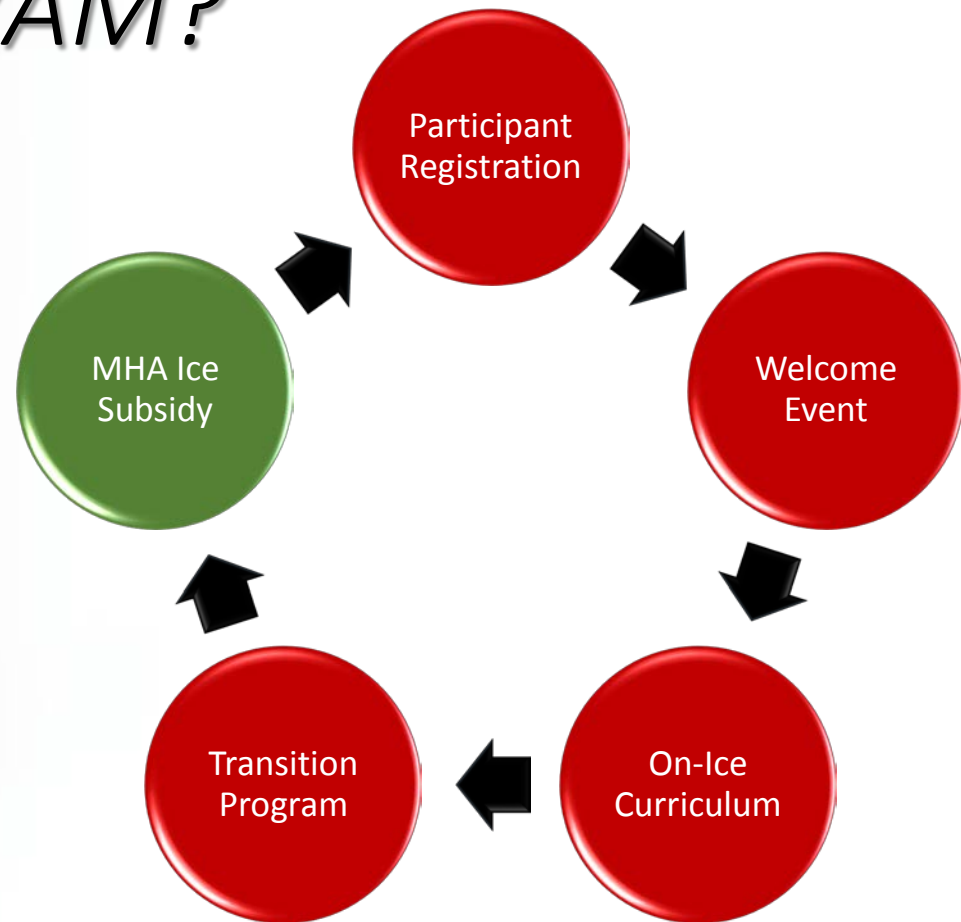 AM?
Participant
Registration
MHA Ice
Subsidy
Welcome
Event
Transition
Program
On-Ice
Curriculum